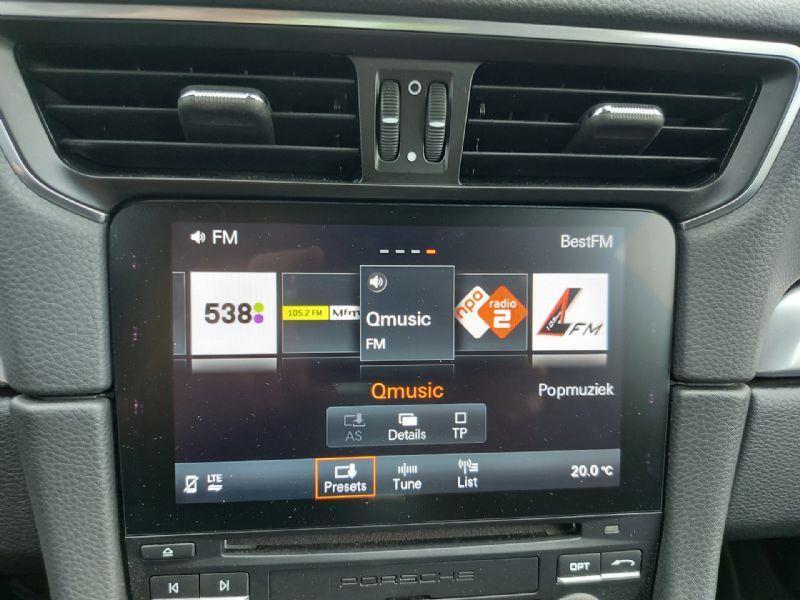 FM
BestFM
538
105.2 FM Mfm
Qmusic
FM
npo radio 2
FM
Qmusic
Popmuziek
AS
Details
TP
LTE
Presets
Tune
List
20.0 °C
OPT
PORSCHE